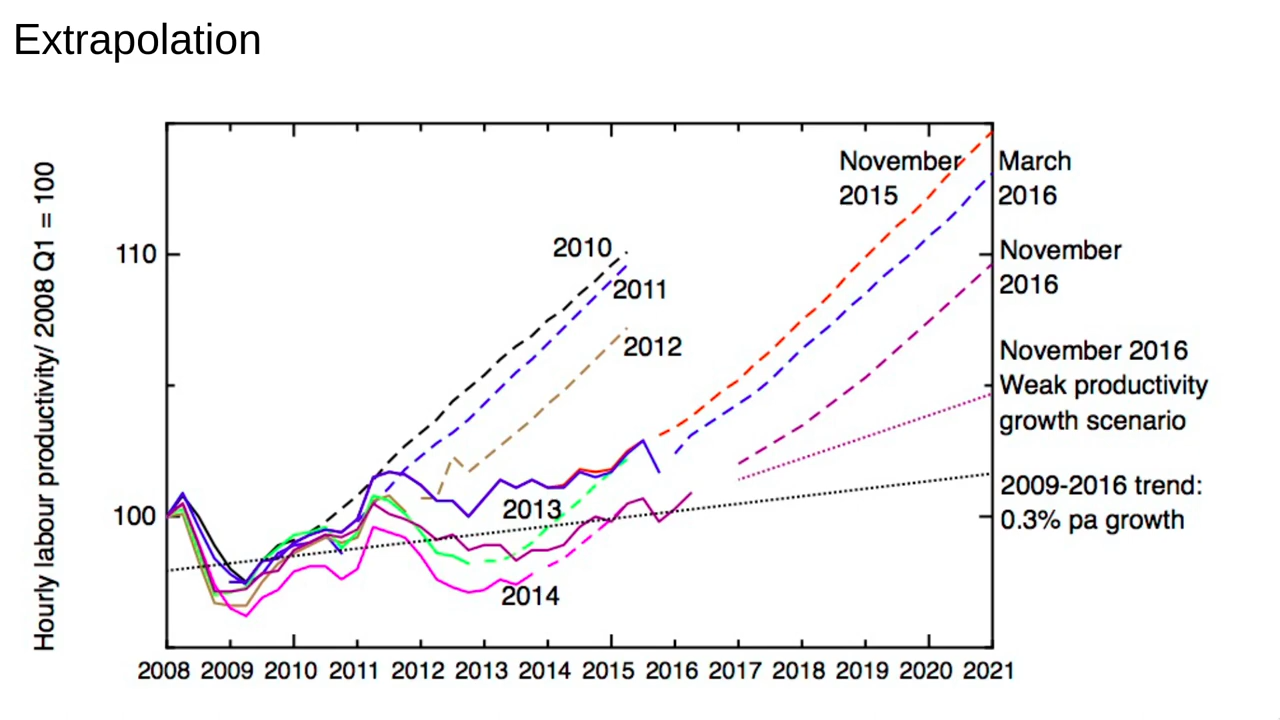 Extrapolation
Hourly labour productivity/ 2008 Q1 = 100
110
100
2010
2011
2012
2013
2014
November
2015
March
2016
November
2016
November 2016
Weak productivity
growth scenario
2009-2016 trend:
0.3% pa growth
2008 2009 2010 2011 2012 2013 2014 2015 2016 2017 2018 2019 2020 2021